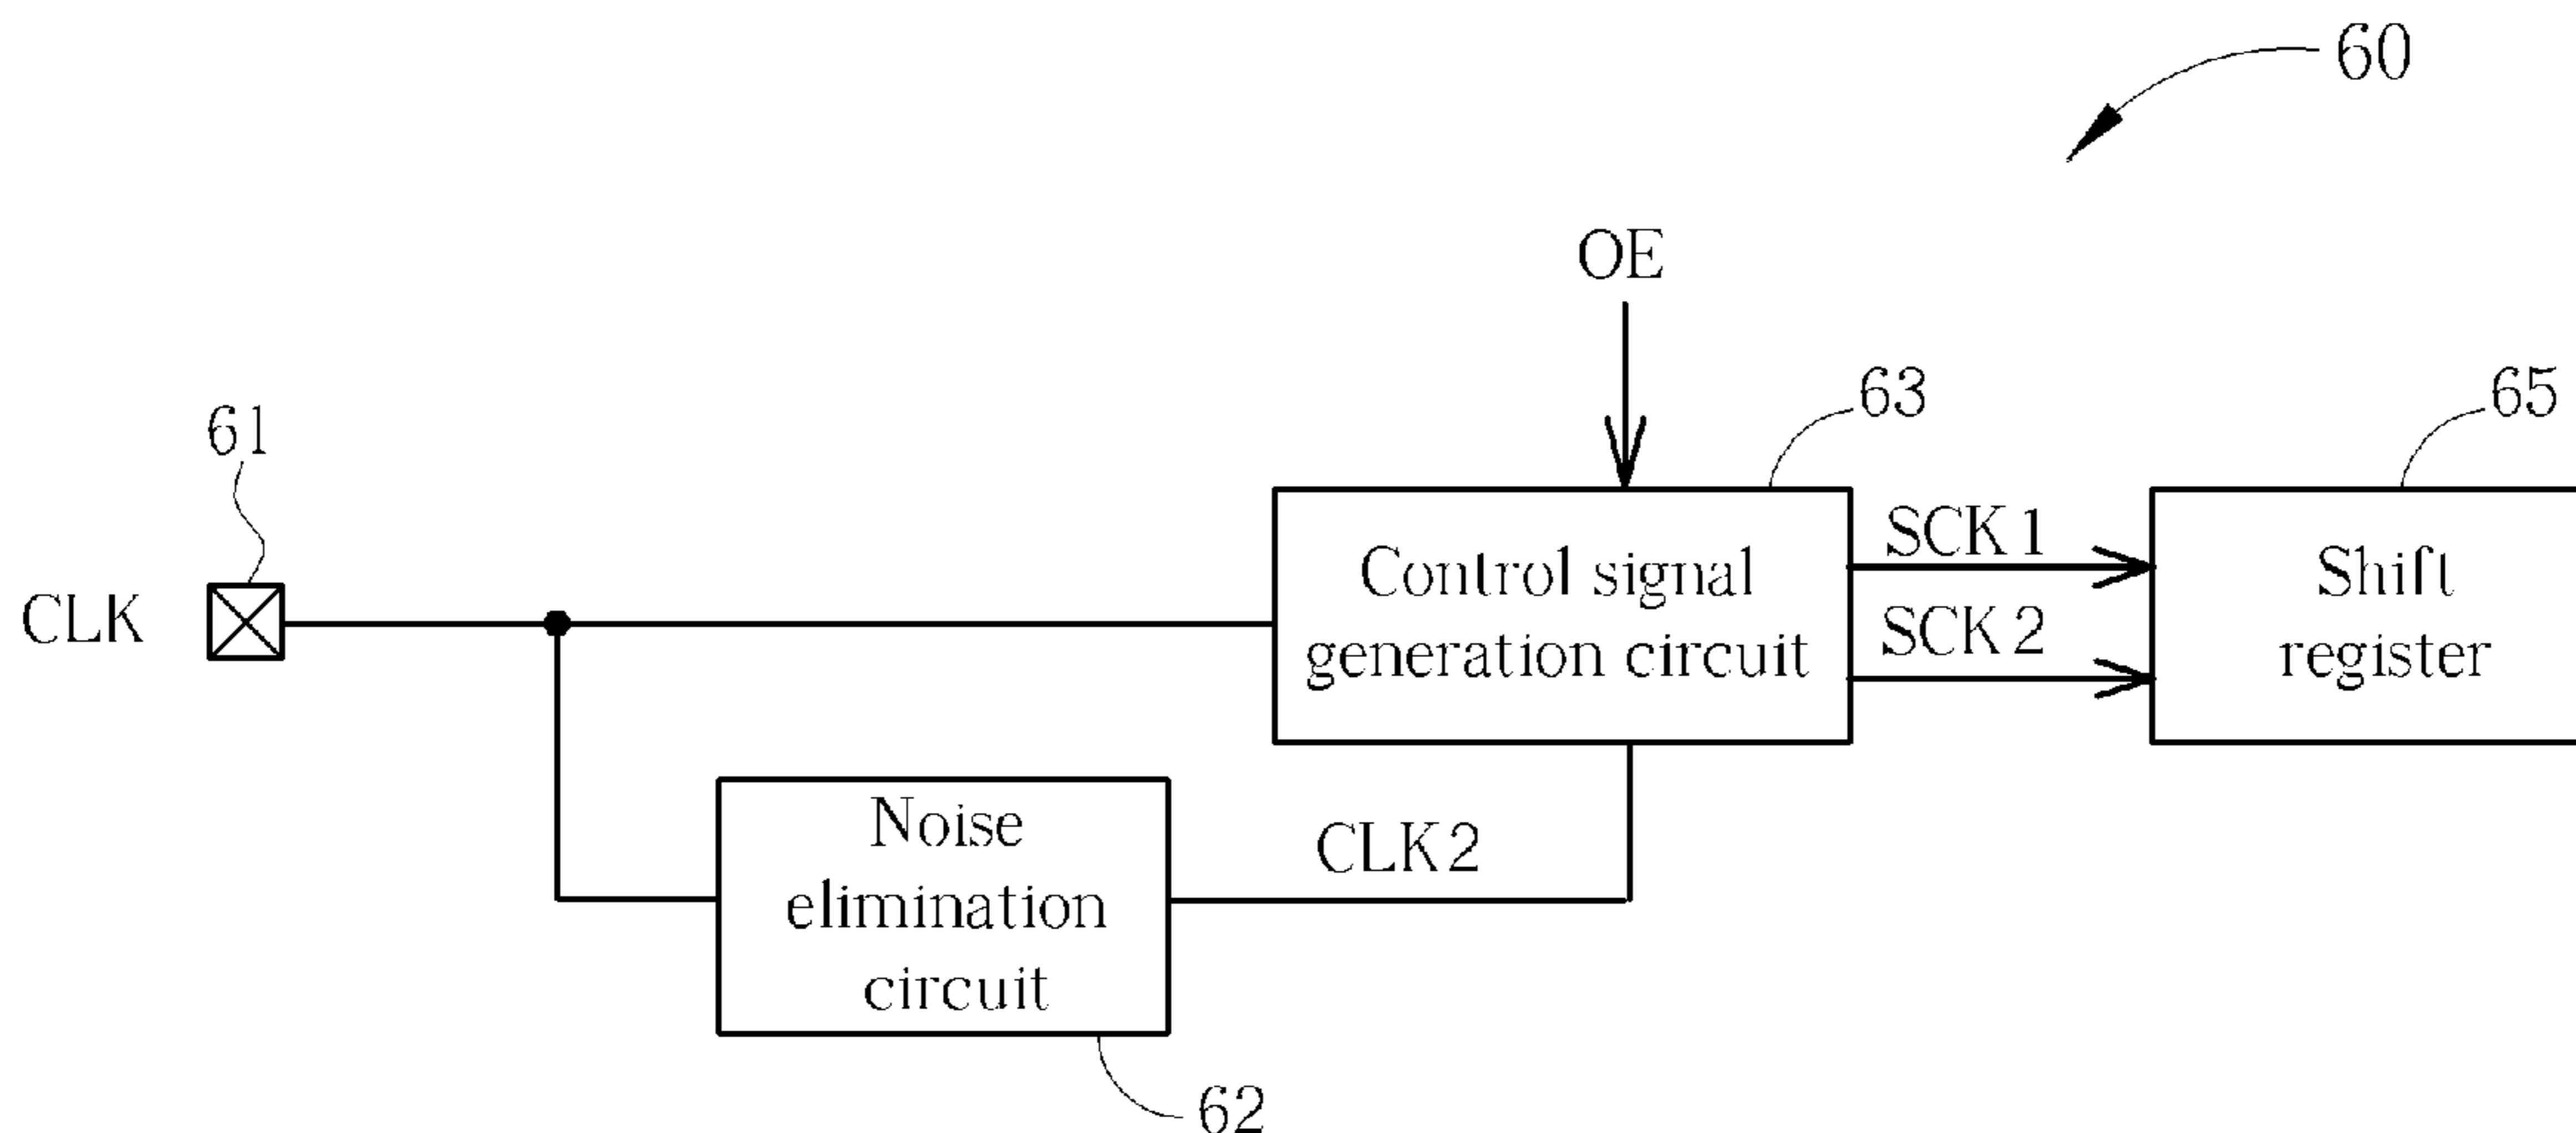 60
OE
63
65
61
SCK1
Control signal
generation circuit
SCK2
Shift
register
CLK
Noise
elimination
circuit
CLK2
62